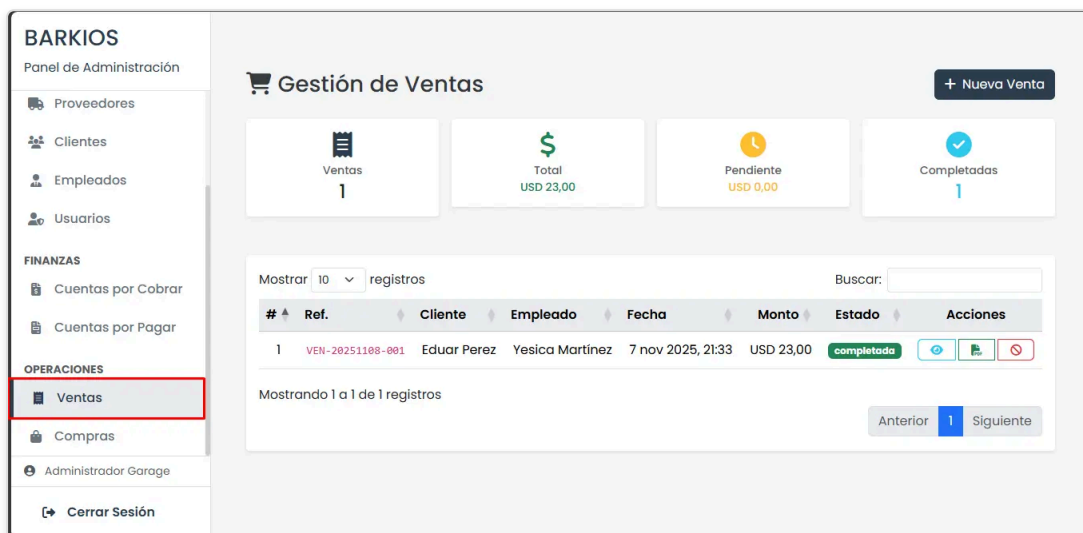 BARKIOS
Panel de Administración
Proveedores
Clientes
Empleados
Usuarios
FINANZAS
Cuentas por Cobrar
Cuentas por Pagar
OPERACIONES
Ventas
Compras
Administrador Garage
Cerrar Sesión
Gestión de Ventas
+ Nueva Venta
Ventas
1
Total
USD 23,00
Pendiente
USD 0,00
Completadas
1
Mostrar 10 registros
Buscar:
# Ref. Cliente Empleado Fecha Monto Estado Acciones
1 VEN-20251108-001 Eduar Perez Yesica Martínez 7 nov 2025, 21:33 USD 23,00 completada
Mostrando 1 a 1 de 1 registros
Anterior 1 Siguiente